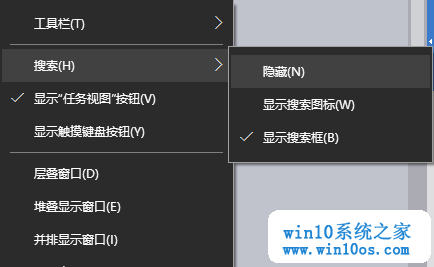 工具栏(T)
搜索(H)
隐藏(N)
显示“任务视图”按钮(V)
显示搜索图标(W)
显示触摸键盘按钮(Y)
显示搜索框(B)
层叠窗口(D)
堆叠显示窗口(E)
并排显示窗口(I)
win10系统之家
www.win10os.com